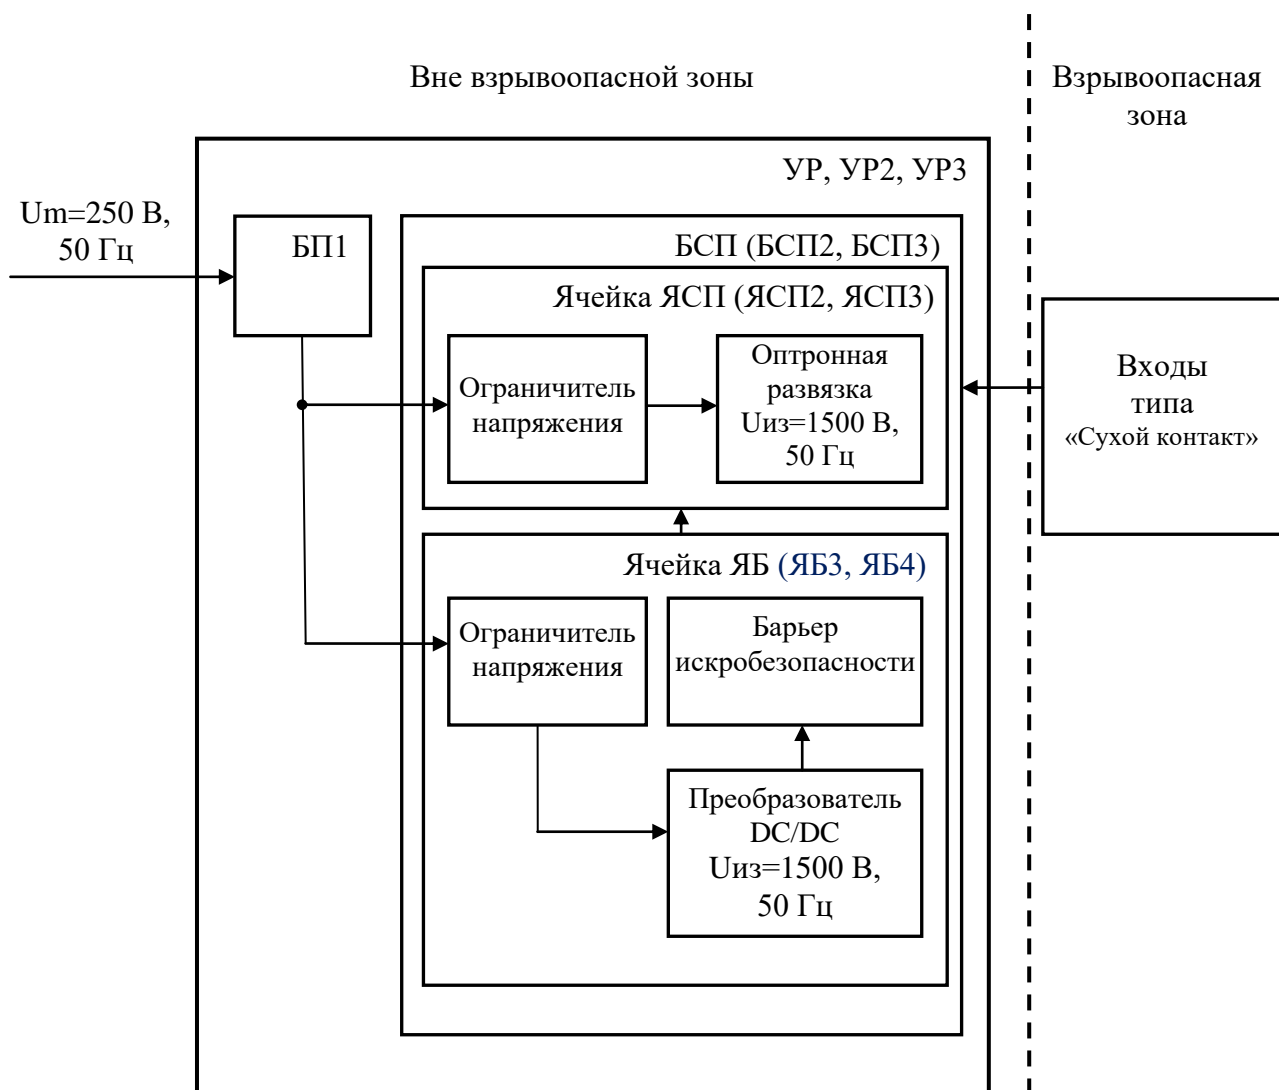 Вне взрывоопасной зоны
Взрывоопасная
зона
УР, УР2, УР3
Um=250 В,
50 Гц
БП1
БСП (БСП2, БСП3)
Ячейка ЯСП (ЯСП2, ЯСП3)
Ограничитель
напряжения
Оптронная
развязка
Uиз=1500 В,
50 Гц
Входы
типа
«Сухой контакт»
Ячейка ЯБ (ЯБ3, ЯБ4)
Ограничитель
напряжения
Барьер
искробезопасности
Преобразователь
DC/DC
Uиз=1500 В,
50 Гц